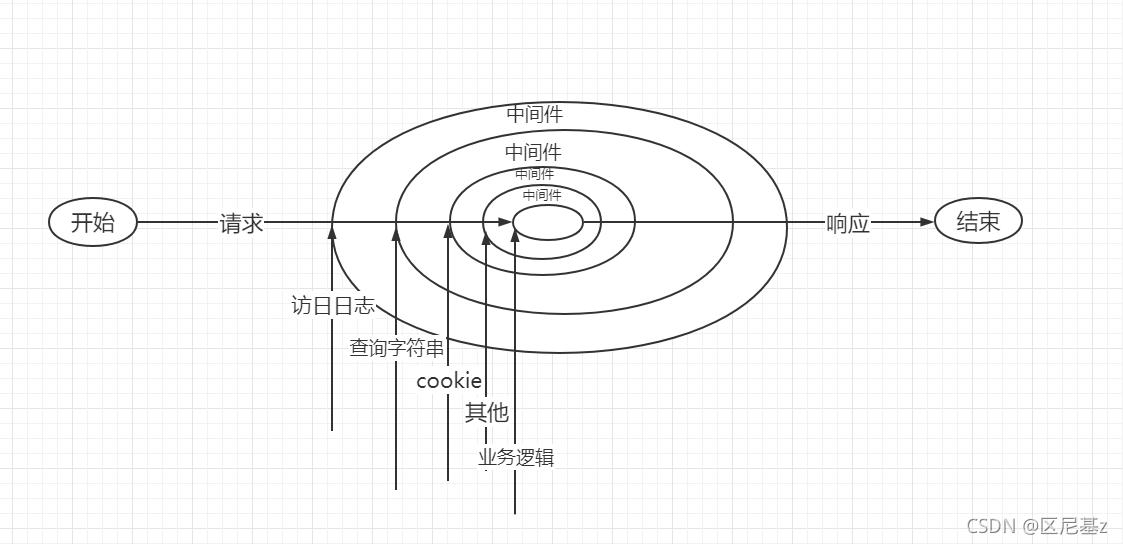 中间件
中间件
中间件
中间件
开始
请求
响应
结束
访日日志
查询字符串
cookie
其他
业务逻辑
CSDN @区尼基z